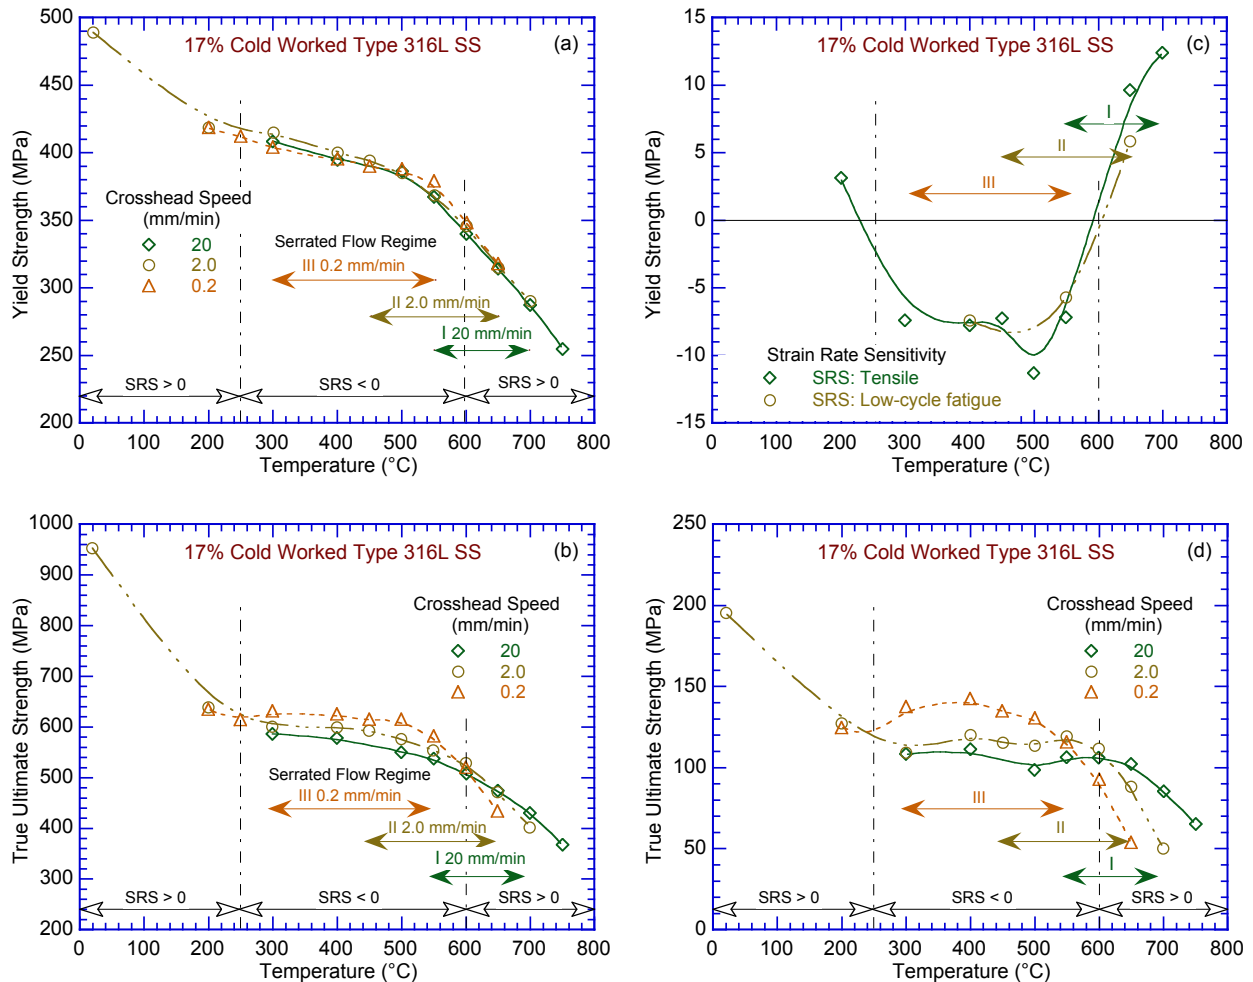 17% Cold Worked Type 316L SS
(a)
Yield Strength (MPa)
500
450
400
350
300
250
200
Crosshead Speed
(mm/min)
20
2.0
0.2
Serrated Flow Regime
III 0.2 mm/min
II 2.0 mm/min
I 20 mm/min
SRS > 0
SRS < 0
SRS > 0
0 100 200 300 400 500 600 700 800
Temperature (°C)
17% Cold Worked Type 316L SS
(c)
Yield Strength (MPa)
15
10
5
0
-5
-10
-15
I
II
III
Strain Rate Sensitivity
SRS: Tensile
SRS: Low-cycle fatigue
0 100 200 300 400 500 600 700 800
Temperature (°C)
17% Cold Worked Type 316L SS
(b)
True Ultimate Strength (MPa)
1000
900
800
700
600
500
400
300
200
Crosshead Speed
(mm/min)
20
2.0
0.2
Serrated Flow Regime
III 0.2 mm/min
II 2.0 mm/min
I 20 mm/min
SRS > 0
SRS < 0
SRS > 0
0 100 200 300 400 500 600 700 800
Temperature (°C)
17% Cold Worked Type 316L SS
(d)
True Ultimate Strength (MPa)
250
200
150
100
50
0
Crosshead Speed
(mm/min)
20
2.0
0.2
III
II
I
SRS > 0
SRS < 0
SRS > 0
0 100 200 300 400 500 600 700 800
Temperature (°C)